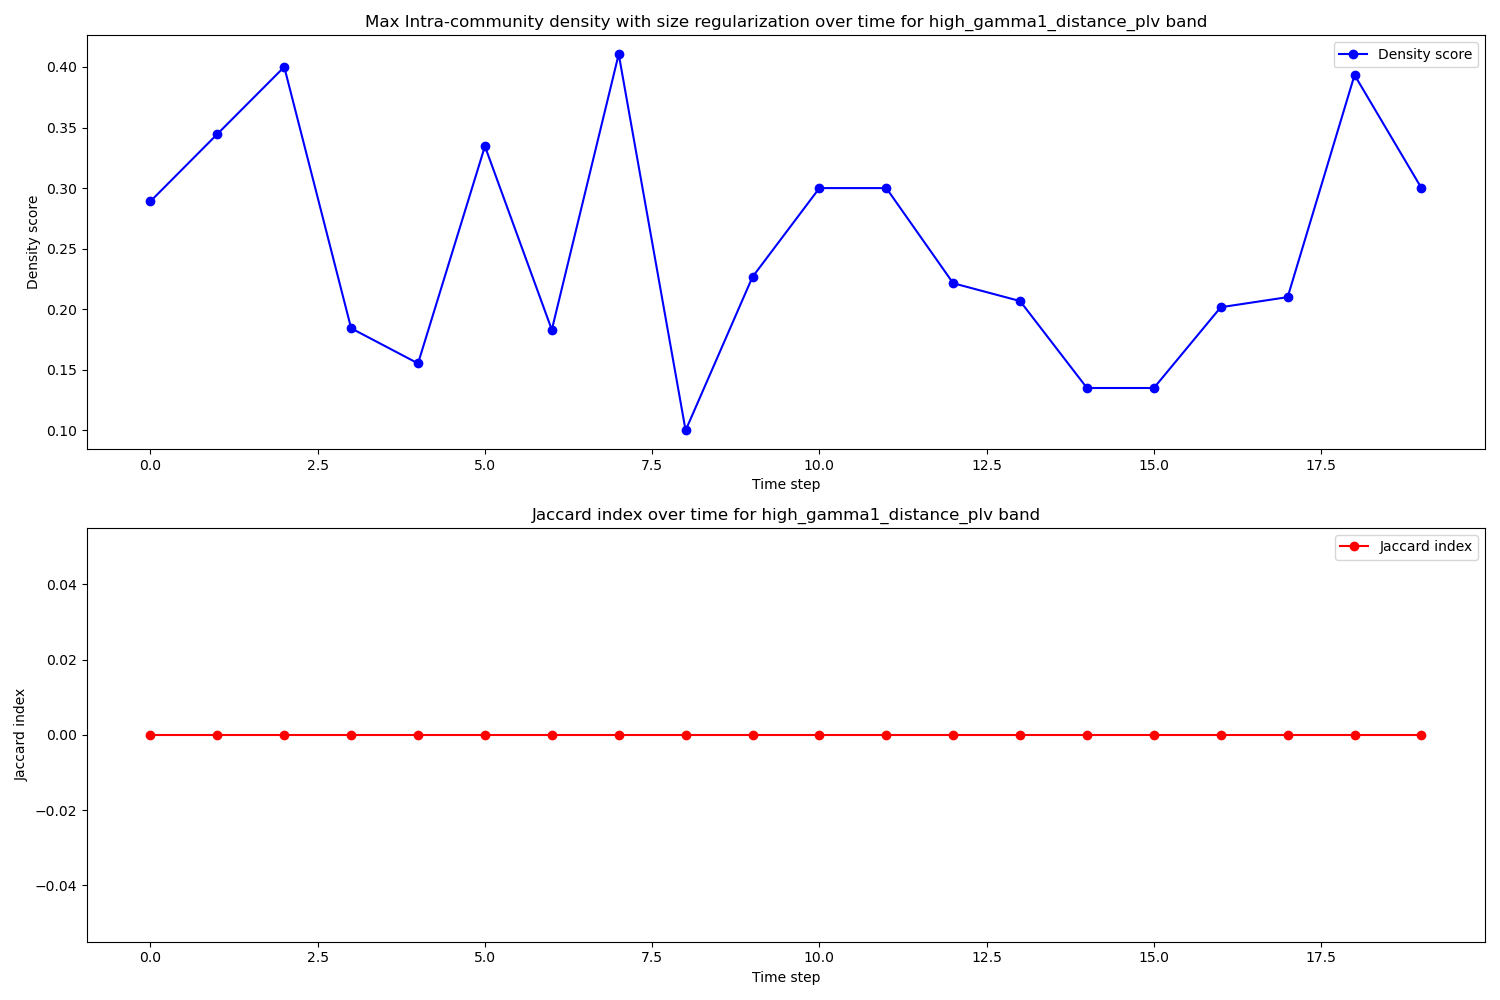 Max Intra-community density with size regularization over time for high_gamma1_distance_plv band
Density score
0.40
0.35
0.30
0.25
0.20
0.15
0.10
Density score
0.0 2.5 5.0 7.5 10.0 12.5 15.0 17.5
Time step
Jaccard index over time for high_gamma1_distance_plv band
Jaccard index
0.04
0.02
0.00
−0.02
−0.04
Jaccard index
0.0 2.5 5.0 7.5 10.0 12.5 15.0 17.5
Time step